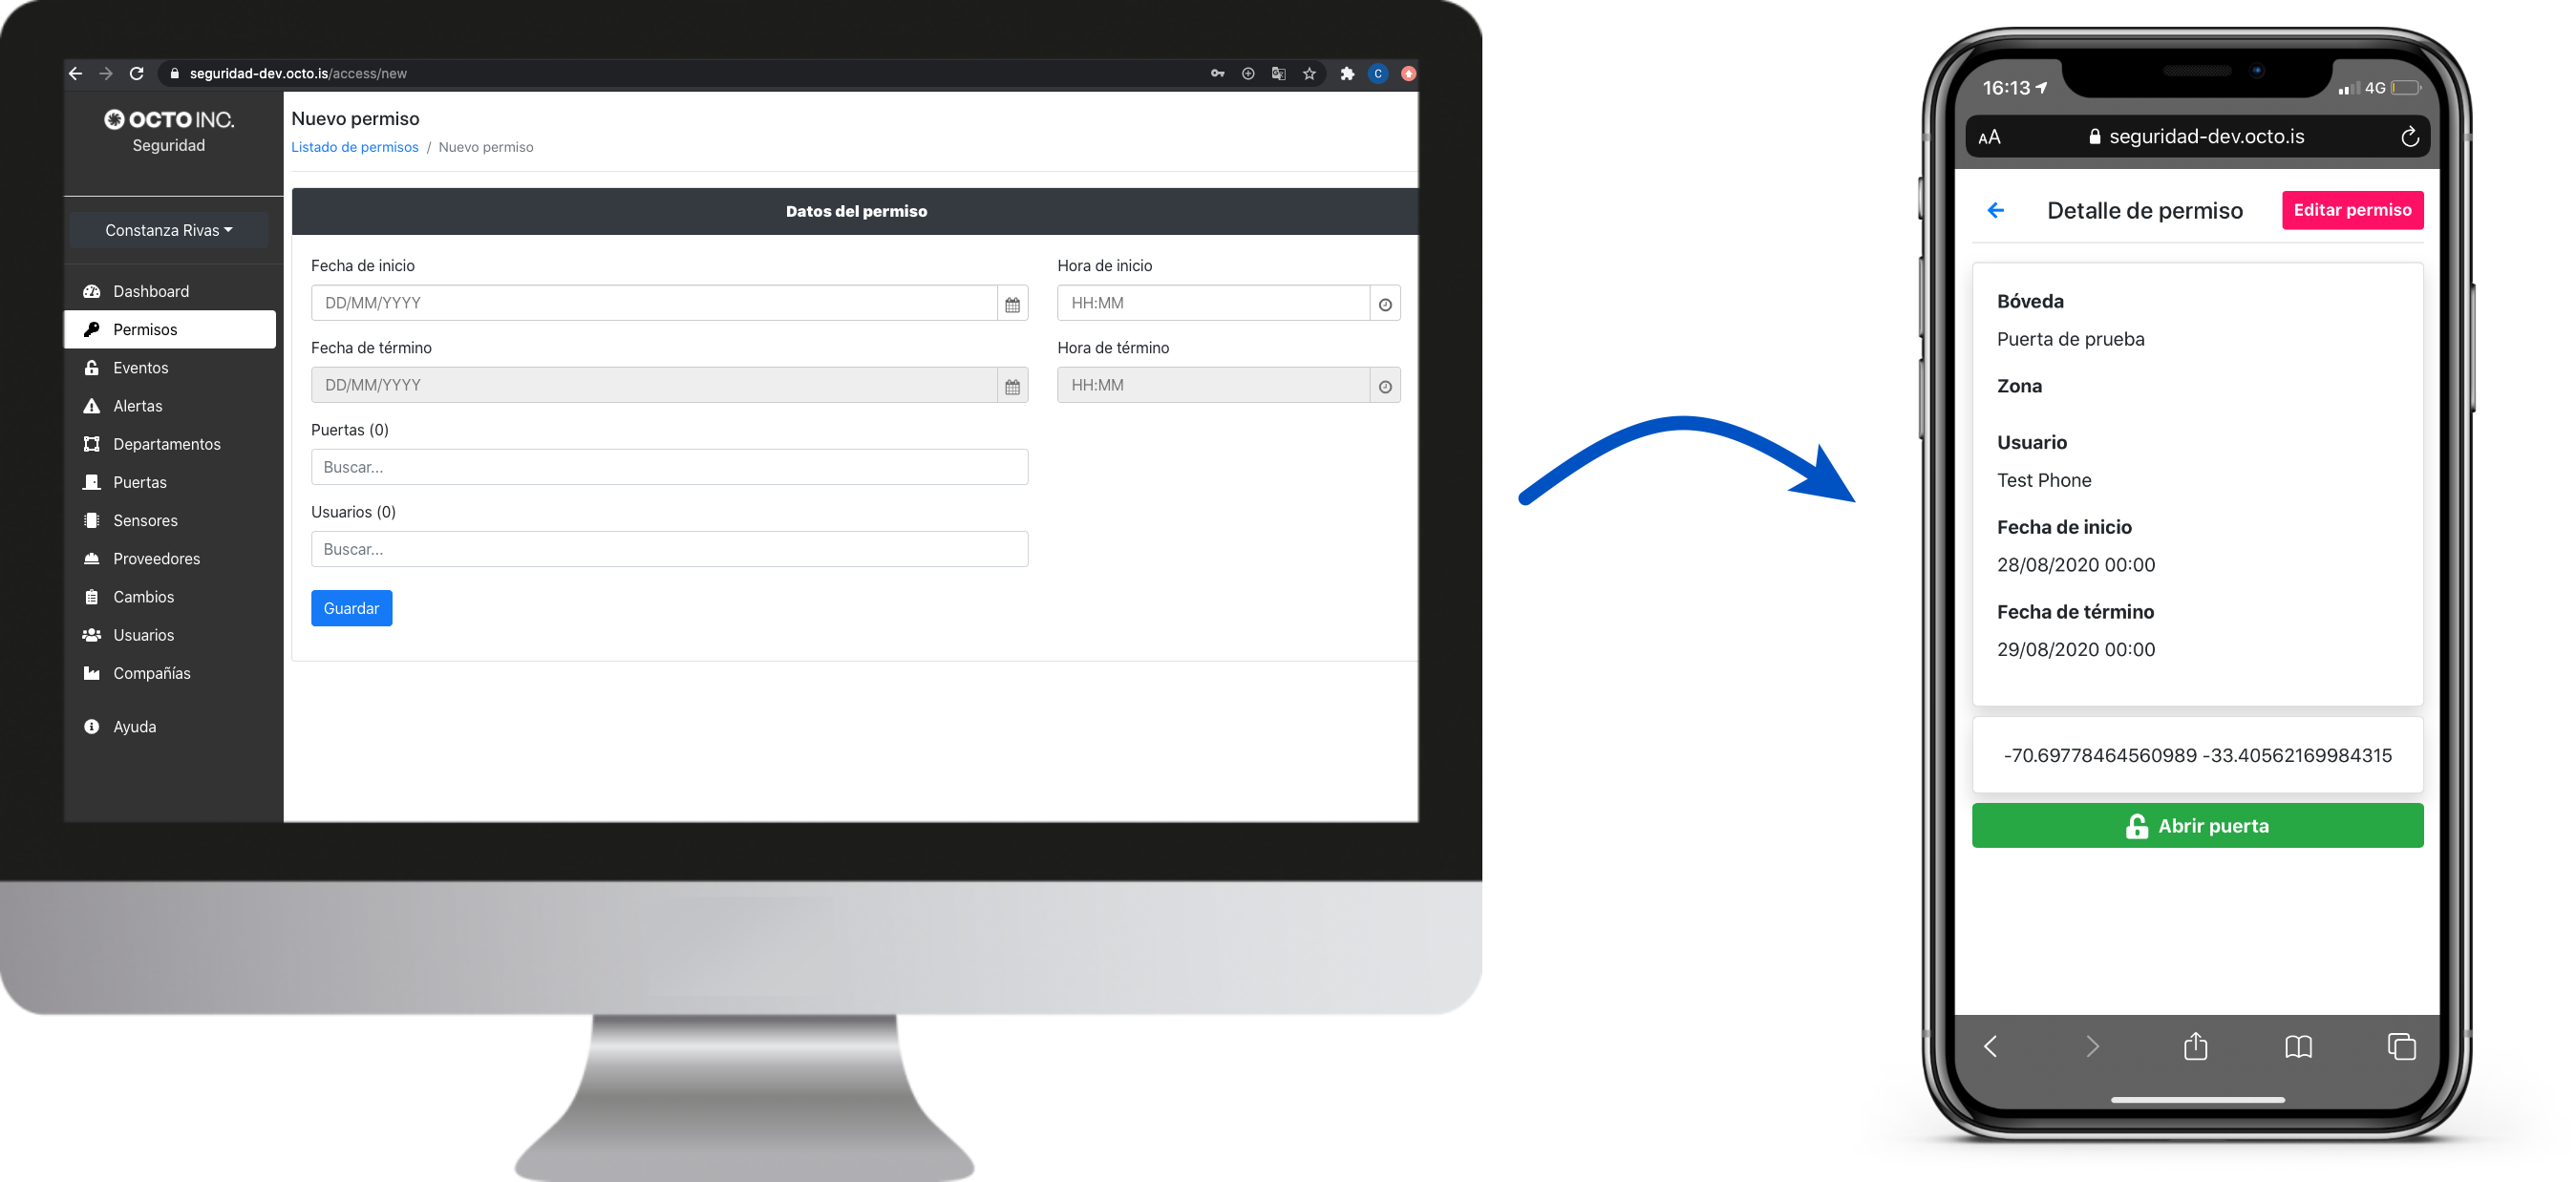 seguridad-dev.octo.is/access/new
C
OCTO INC.
Seguridad
Constanza Rivas
Dashboard
Permisos
Eventos
Alertas
Departamentos
Puertas
Sensores
Proveedores
Cambios
Usuarios
Compañías
Ayuda
Nuevo permiso
Listado de permisos / Nuevo permiso
Datos del permiso
Fecha de inicio
Hora de inicio
DD/MM/YYYY
HH:MM
Fecha de término
Hora de término
DD/MM/YYYY
HH:MM
Puertas (0)
Buscar...
Usuarios (0)
Buscar...
Guardar
16:13
4G
AA
seguridad-dev.octo.is
Detalle de permiso
Editar permiso
Bóveda
Puerta de prueba
Zona
Usuario
Test Phone
Fecha de inicio
28/08/2020 00:00
Fecha de término
29/08/2020 00:00
-70.69778464560989 -33.40562169984315
Abrir puerta